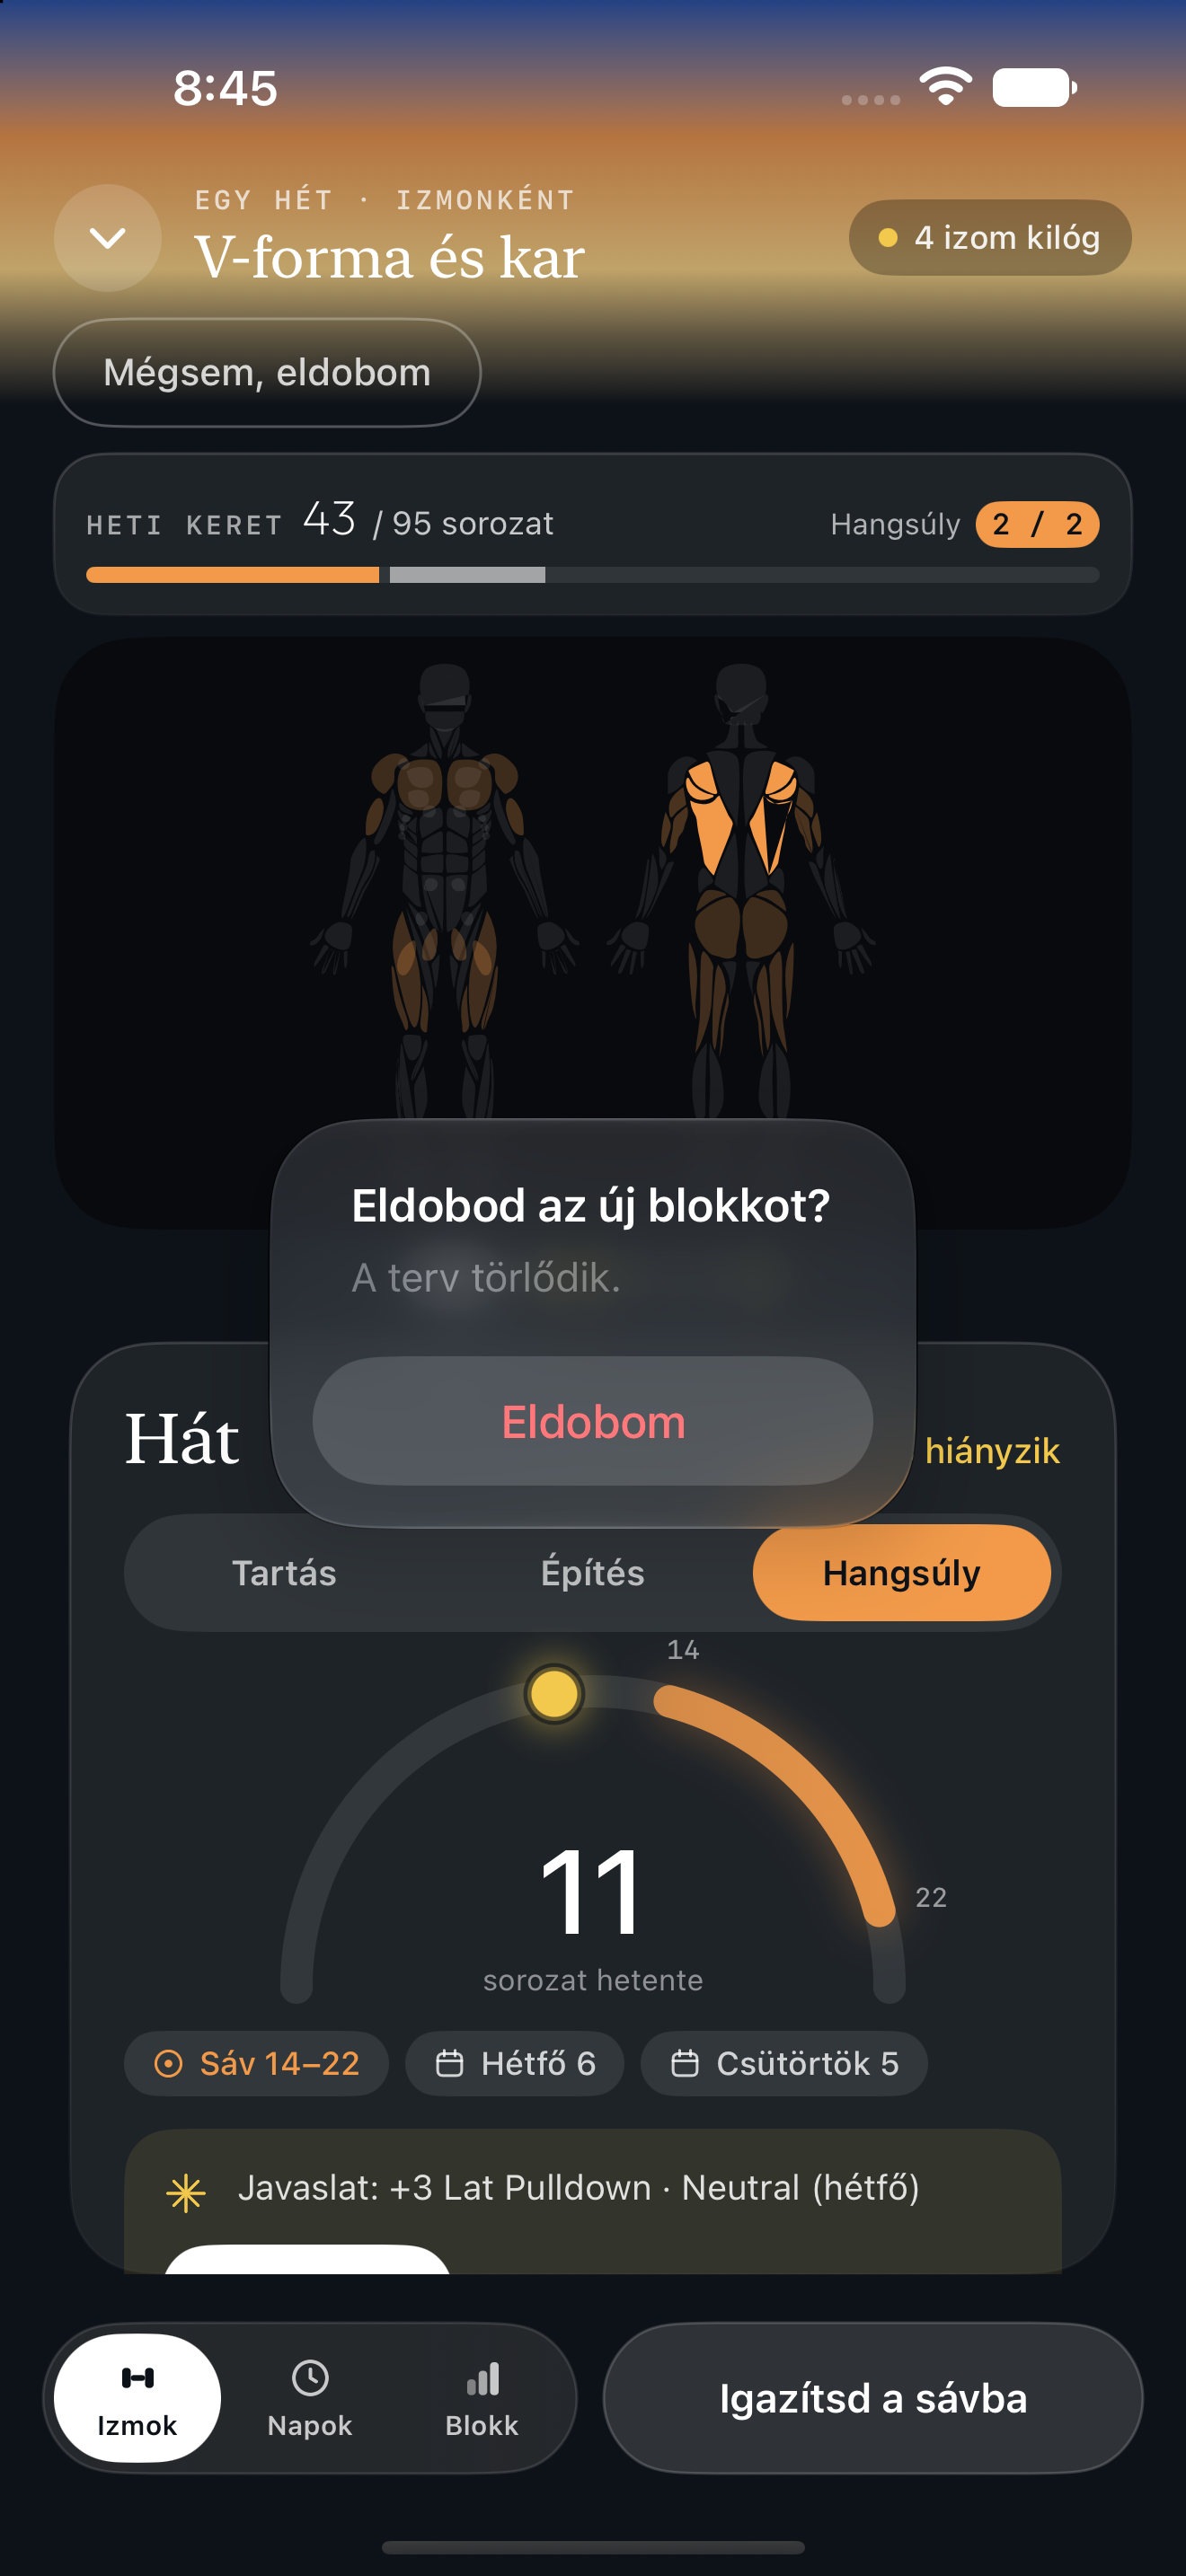 8:45
EGY HÉT · IZMONKÉNT
V-forma és kar
4 izom kilóg
Mégsem, eldobom
HETI KERET 43 / 95 sorozat
Hangsúly 2 / 2
Eldobod az új blokkot?
A terv törlődik.
Eldobom
Hát
hiányzik
Tartás
Építés
Hangsúly
14
22
11
sorozat hetente
Sáv 14–22
Hétfő 6
Csütörtök 5
Javaslat: +3 Lat Pulldown · Neutral (hétfő)
Izmok
Napok
Blokk
Igazítsd a sávba